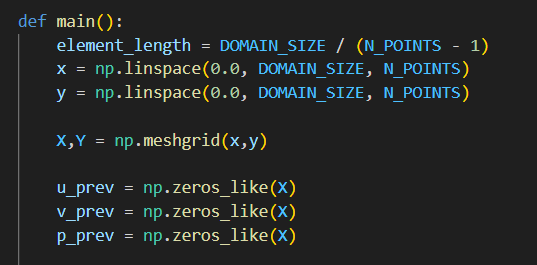 def main():
    element_length = DOMAIN_SIZE / (N_POINTS - 1)
    x = np.linspace(0.0, DOMAIN_SIZE, N_POINTS)
    y = np.linspace(0.0, DOMAIN_SIZE, N_POINTS)
    X,Y = np.meshgrid(x,y)
    u_prev = np.zeros_like(X)
    v_prev = np.zeros_like(X)
    p_prev = np.zeros_like(X)